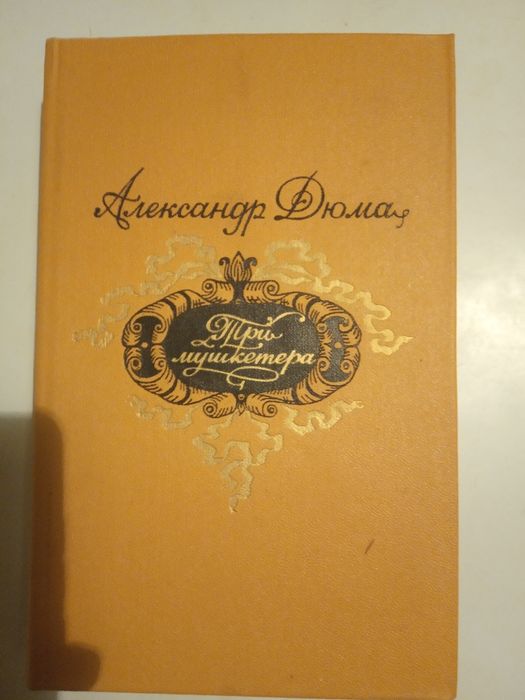 Александр Дюма
Три
мушкетера